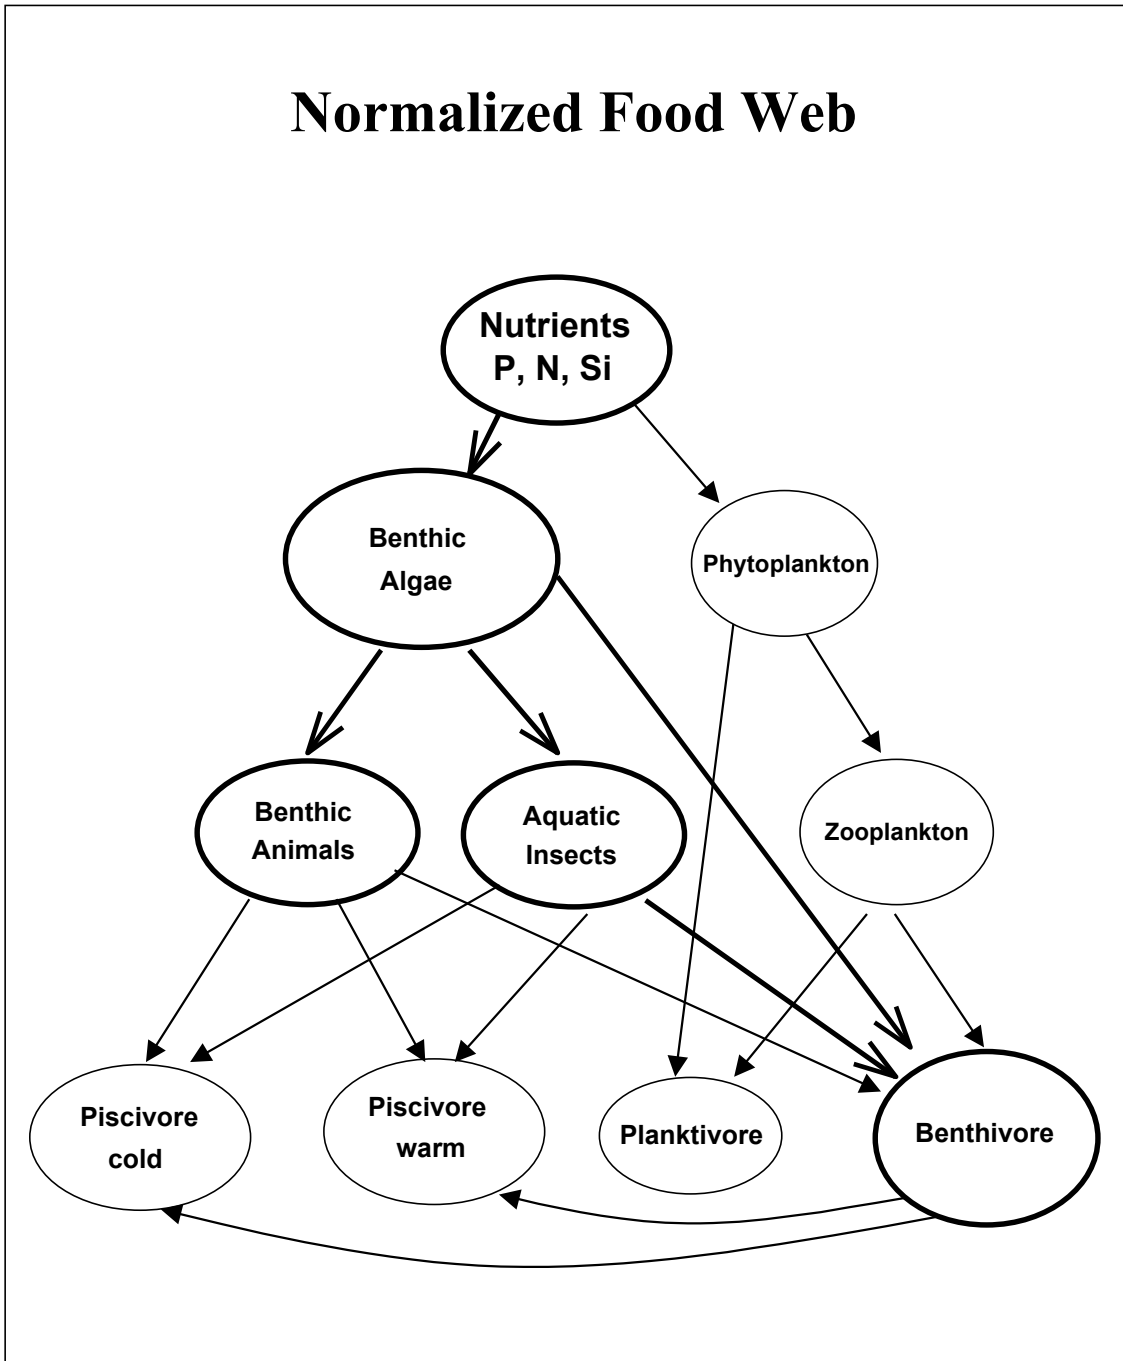 Normalized Food Web
Nutrients
P, N, Si
Benthic
Algae
Phytoplankton
Benthic
Animals
Aquatic
Insects
Zooplankton
Piscivore
cold
Piscivore
warm
Planktivore
Benthivore